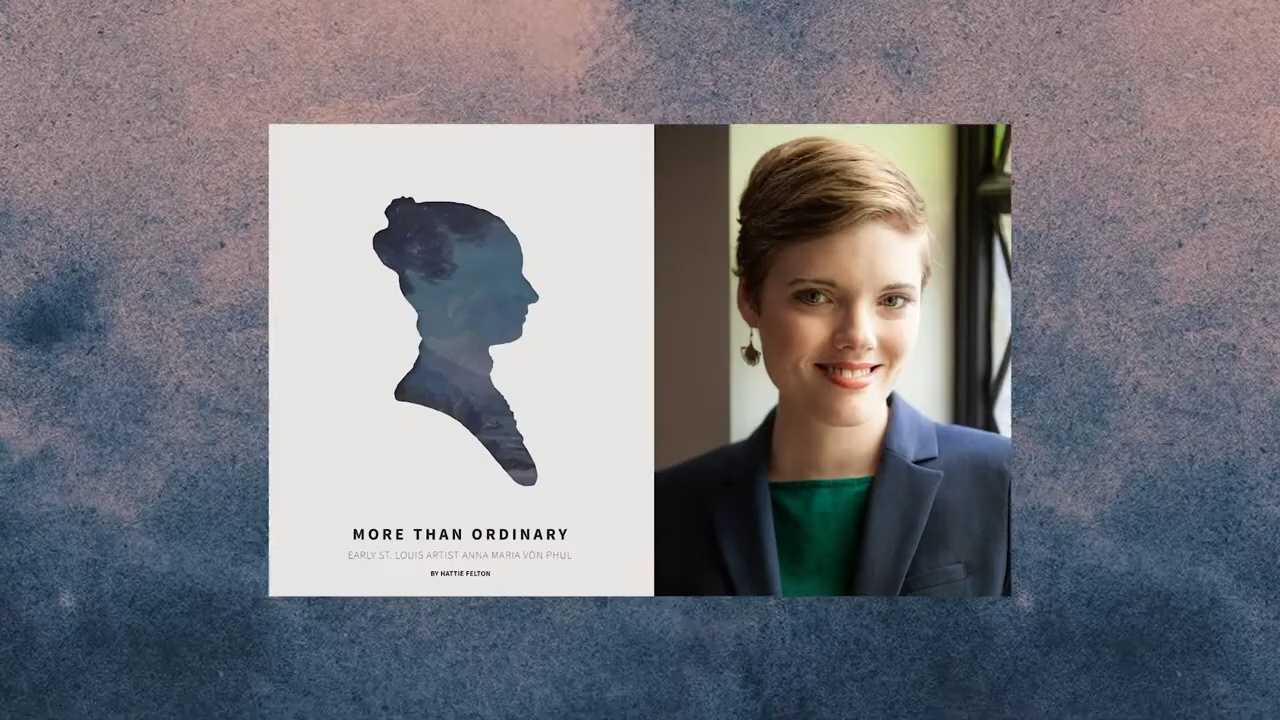 MORE THAN ORDINARY
EARLY ST. LOUIS ARTIST ANNA MARIA VON PHUL
BY HATTIE FELTON